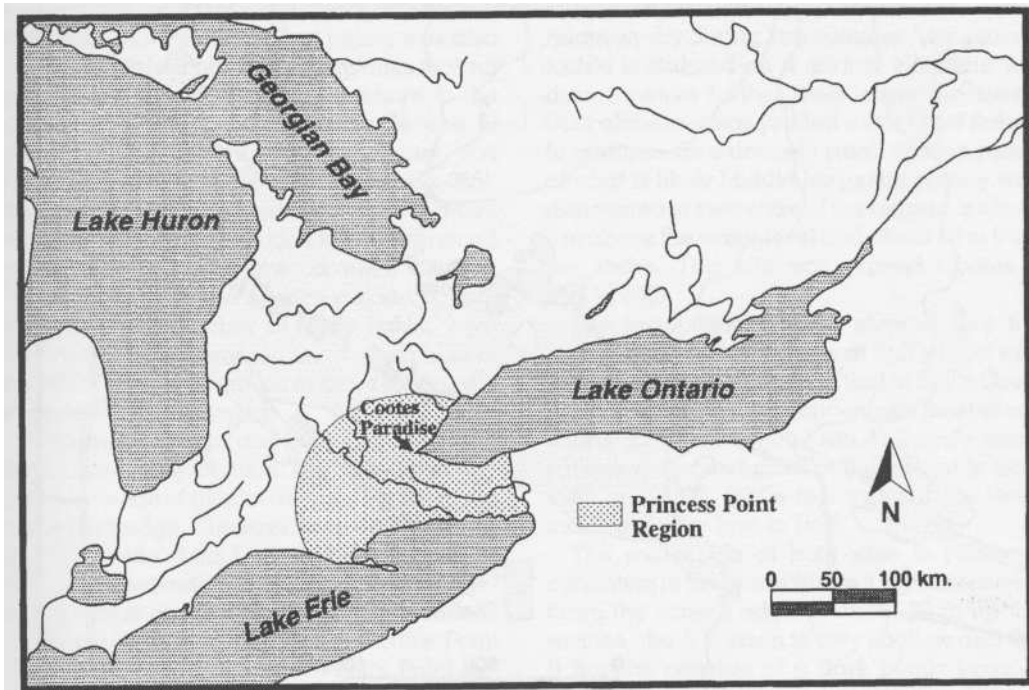 Georgian Bay
Lake Huron
Lake Ontario
Cootes
Paradise
Princess Point
Region
N
Lake Erie
0 50 100 km.